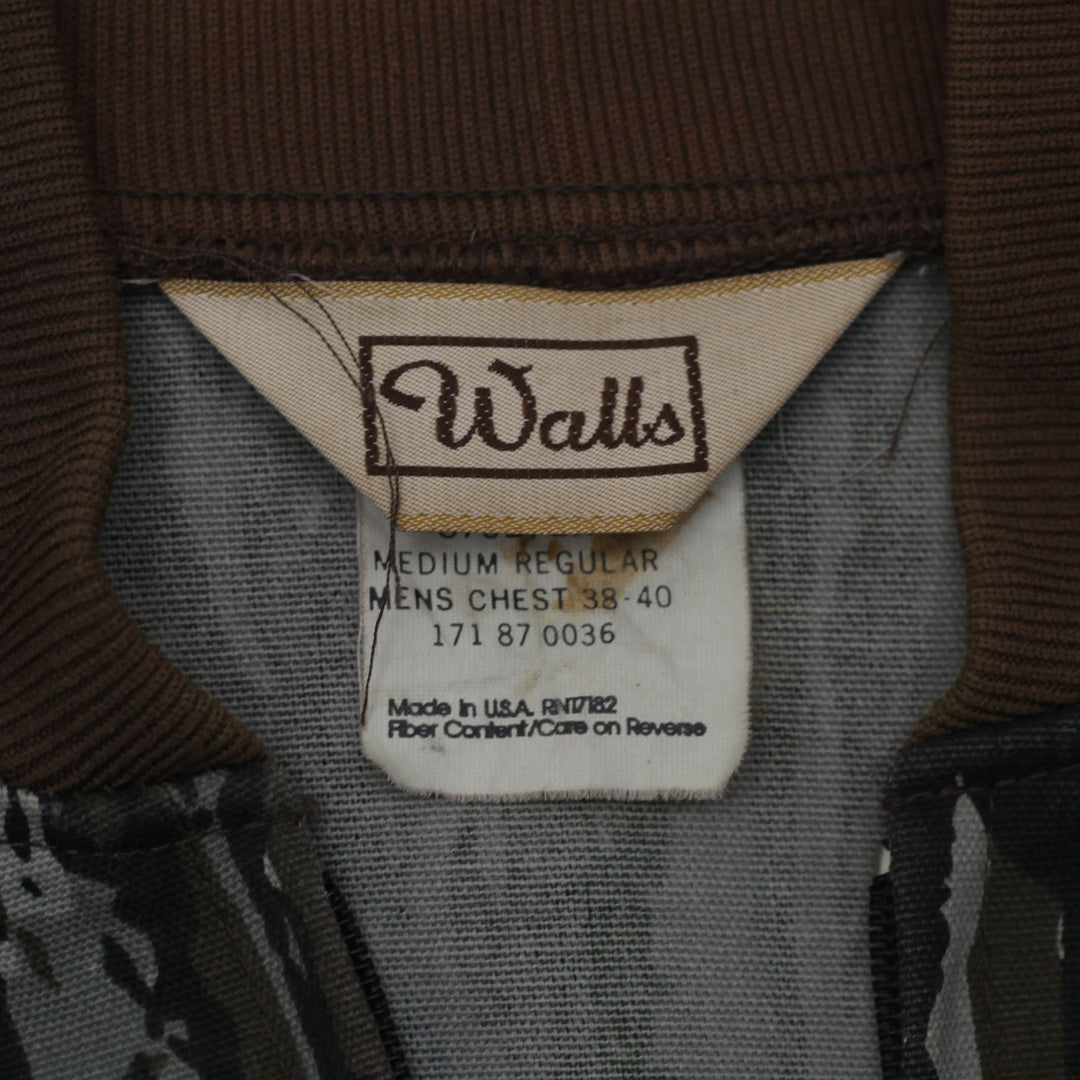 Walls
MEDIUM REGULAR
MENS CHEST 38-40
171 87 0036
Made in U.S.A. RN17182
Fiber Content/Care on Reverse